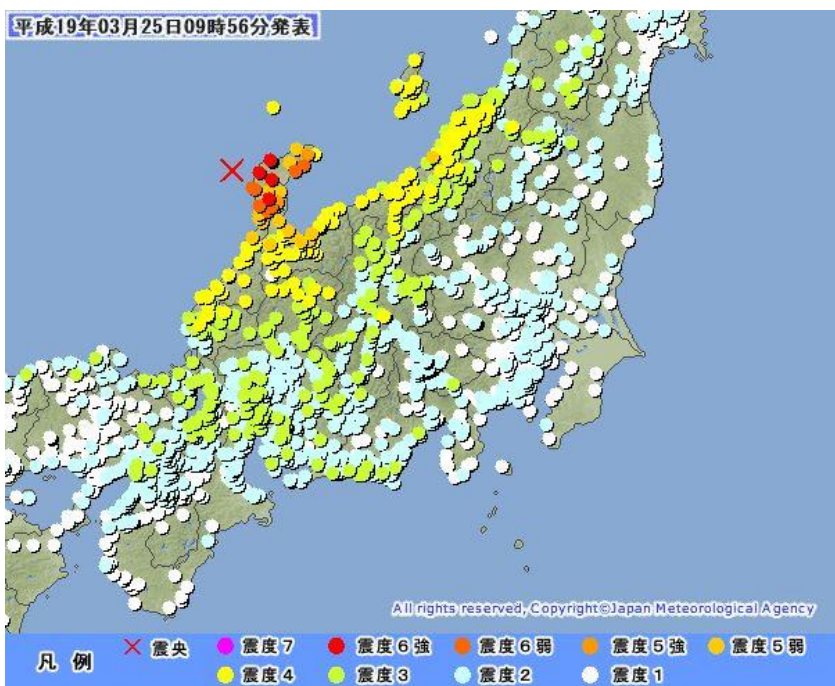 平成19年03月25日09時56分発表
All rights reserved, Copyright©Japan Meteorological Agency
凡 例 × 震央 震度7 震度6強 震度6弱 震度5強 震度5弱
震度4 震度3 震度2 震度1